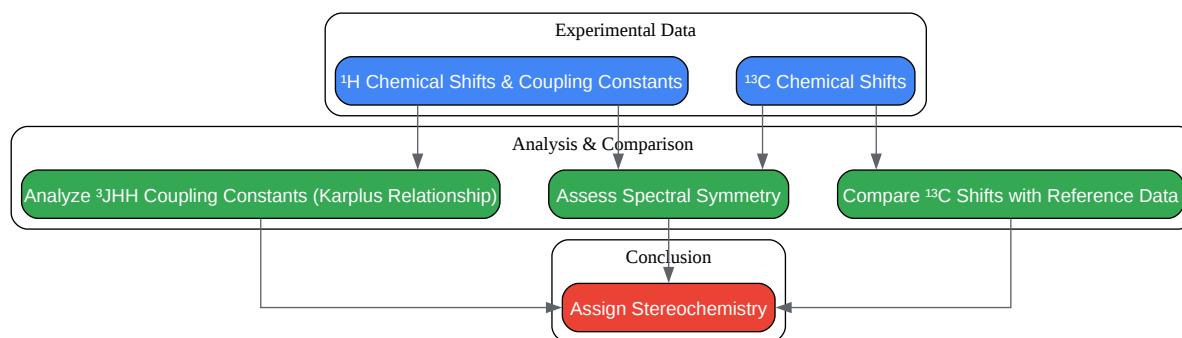 Experimental Data
¹H Chemical Shifts & Coupling Constants
¹³C Chemical Shifts
Analysis & Comparison
Analyze ³JHH Coupling Constants (Karplus Relationship)
Assess Spectral Symmetry
Compare ¹³C Shifts with Reference Data
Conclusion
Assign Stereochemistry